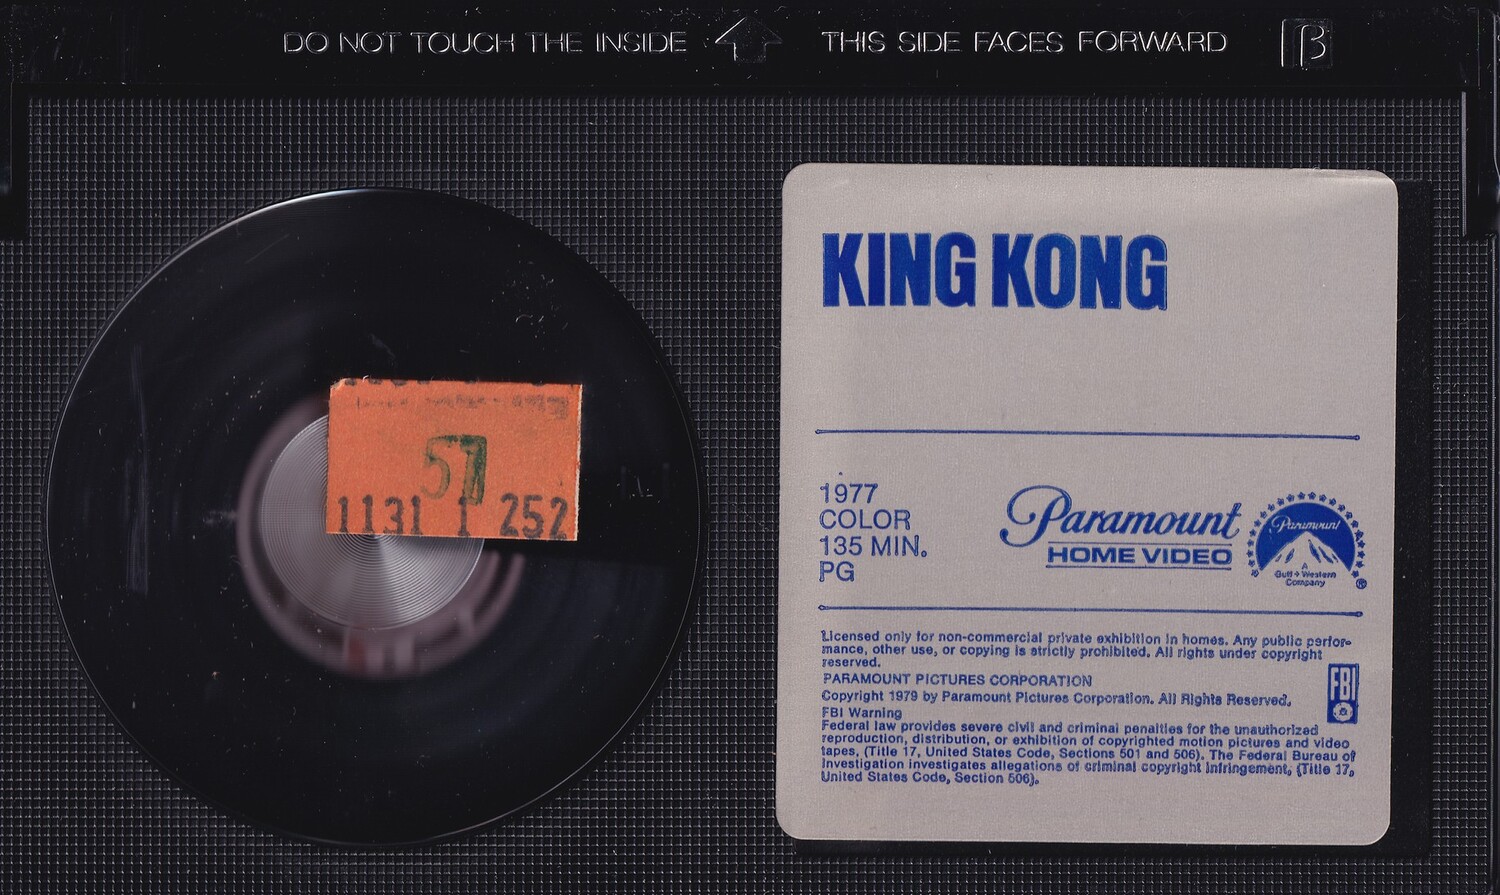 DO NOT TOUCH THE INSIDE THIS SIDE FACES FORWARD β
57
1131 1 252
KING KONG
1977
COLOR
135 MIN.
PG
Paramount
HOME VIDEO
Paramount
A
Gulf + Western
Company
®
Licensed only for non-commercial private exhibition in homes. Any public perfor-
mance, other use, or copying is strictly prohibited. All rights under copyright
reserved.
PARAMOUNT PICTURES CORPORATION
Copyright 1979 by Paramount Pictures Corporation. All Rights Reserved.
FBI
FBI Warning
Federal law provides severe civil and criminal penalties for the unauthorized
reproduction, distribution, or exhibition of copyrighted motion pictures and video
tapes, (Title 17, United States Code, Sections 501 and 506). The Federal Bureau of
Investigation investigates allegations of criminal copyright infringement, (Title 17,
United States Code, Section 506).